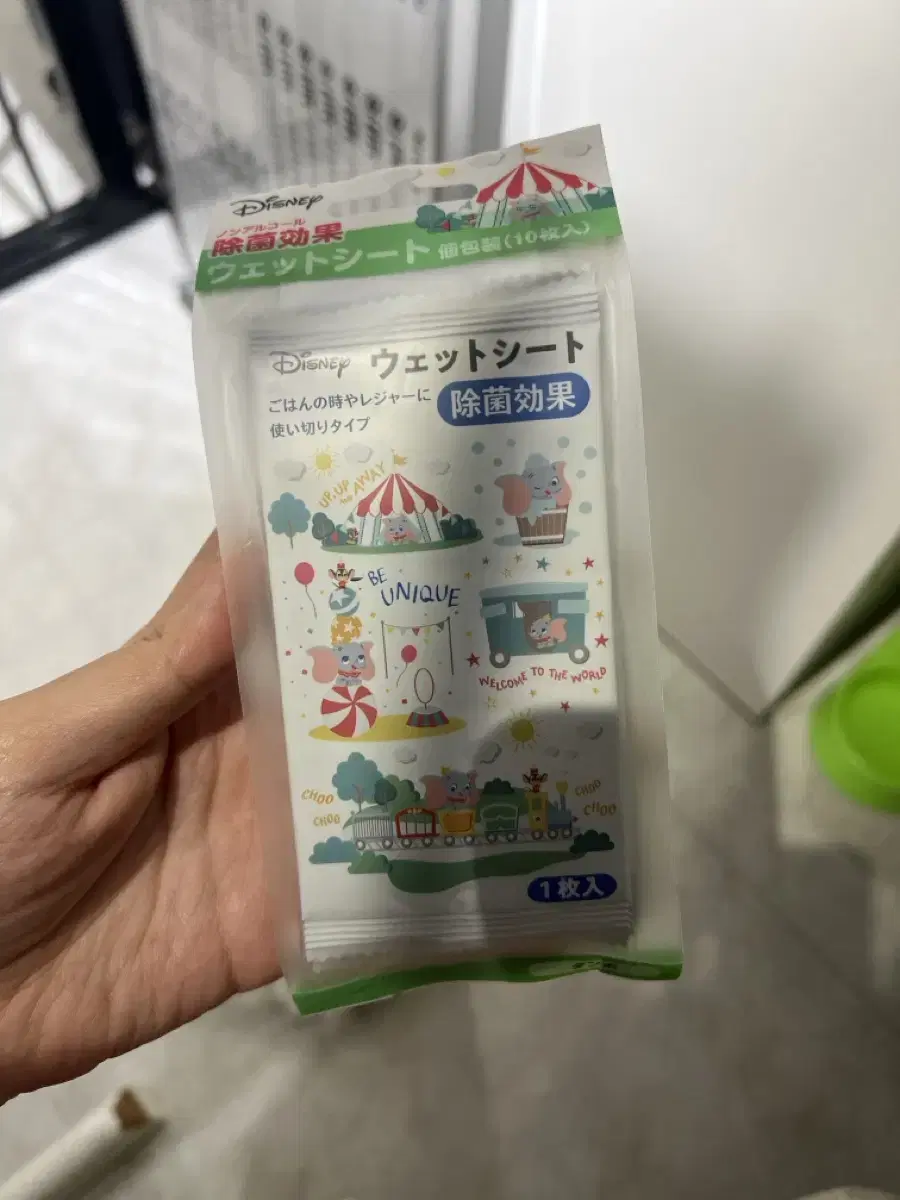 Disney
ノンアルコール
除菌効果
ウェットシート 個包装(10枚入)
Disney ウェットシート
ごはんの時やレジャーに
使い切りタイプ
除菌効果
UP, UP
AND AWAY
BE
UNIQUE
WELCOME TO THE WORLD
CHOO
CHOO
CHOO
CHOO
1枚入